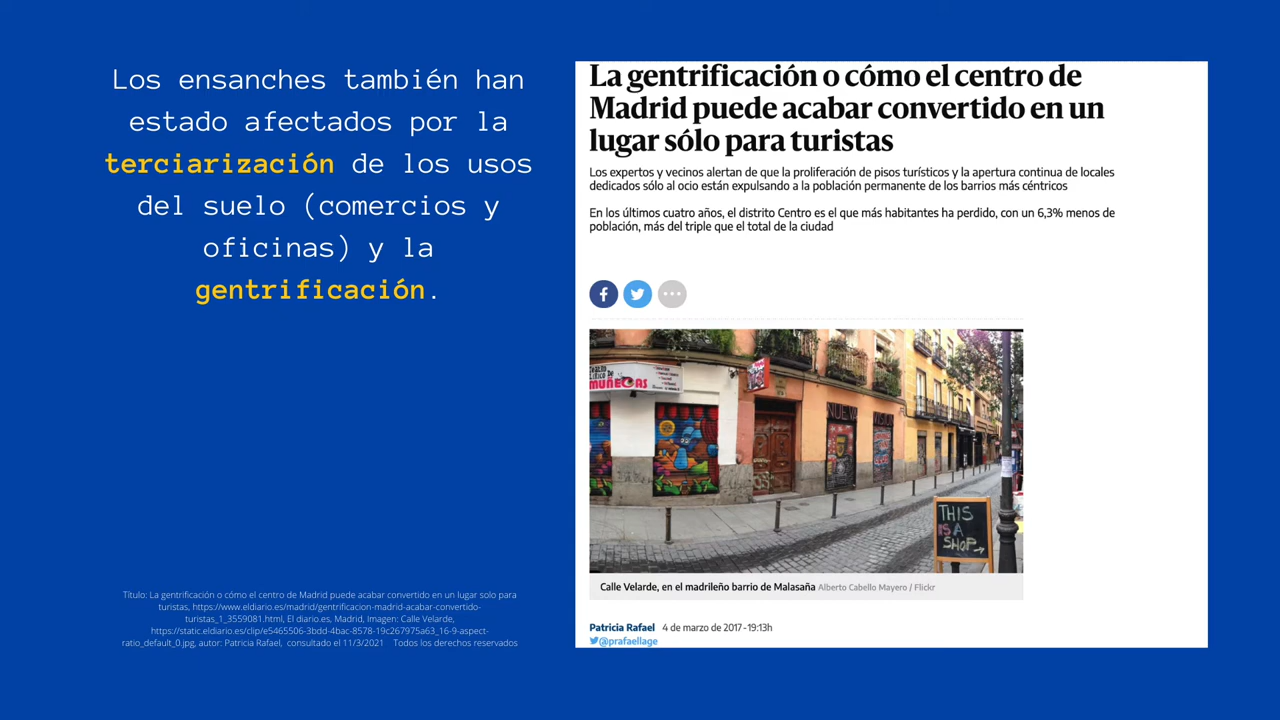 Los ensanches también han
estado afectados por la
terciarización de los usos
del suelo (comercios y
oficinas) y la
gentrificación.
Título: La gentrificación o cómo el centro de Madrid puede acabar convertido en un lugar solo para
turistas, https://www.eldiario.es/madrid/gentrificacion-madrid-acabar-convertido-
turistas_1_3559081.html, El diario.es, Madrid, Imagen: Calle Velarde,
https://static.eldiario.es/clip/e5465506-3bdd-4bac-8578-19c267975a63_16-9-aspect-
ratio_default_0.jpg, autor: Patricia Rafael, consultado el 11/3/2021 Todos los derechos reservados
La gentrificación o cómo el centro de
Madrid puede acabar convertido en un
lugar sólo para turistas
Los expertos y vecinos alertan de que la proliferación de pisos turísticos y la apertura continua de locales
dedicados sólo al ocio están expulsando a la población permanente de los barrios más céntricos
En los últimos cuatro años, el distrito Centro es el que más habitantes ha perdido, con un 6,3% menos de
población, más del triple que el total de la ciudad
MUÑECAS
NUEVA VISION
THIS
IS A
SHOP
Calle Velarde, en el madrileño barrio de Malasaña Alberto Cabello Mayero / Flickr
Patricia Rafael 4 de marzo de 2017 - 19:13h
@prafaellage